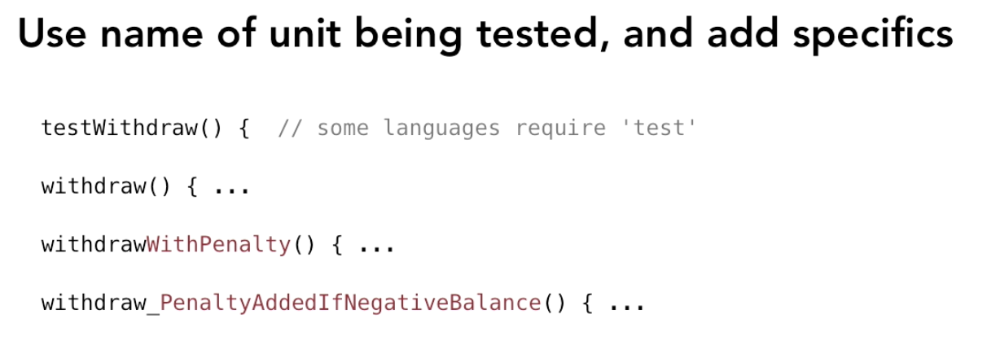 Use name of unit being tested, and add specifics
testWithdraw() {  // some languages require 'test'
withdraw() { ...
withdrawWithPenalty() { ...
withdraw_PenaltyAddedIfNegativeBalance() { ...